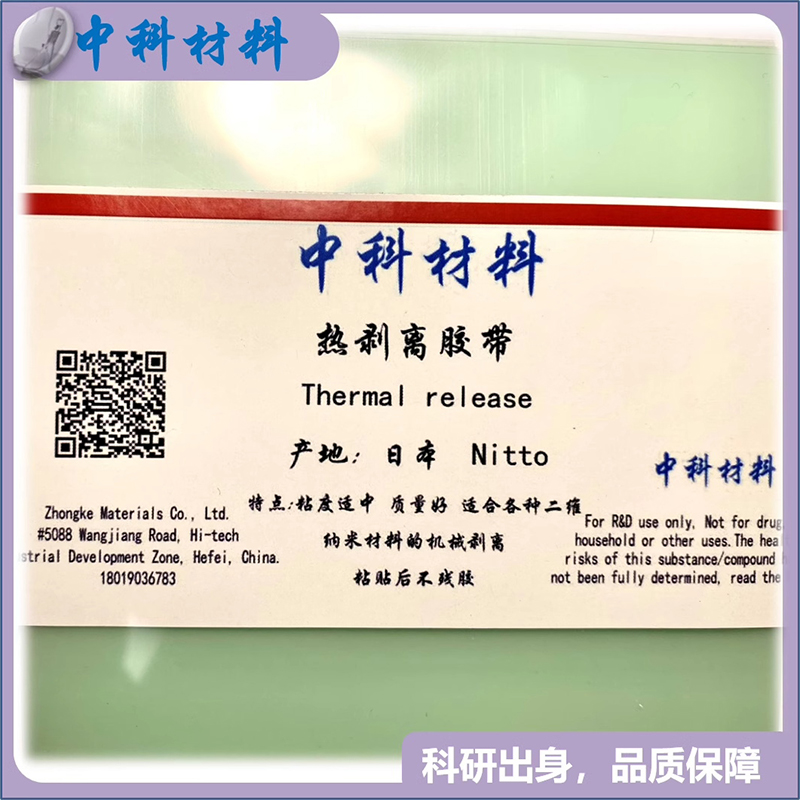 中科材料
中科材料
热剥离胶带
Thermal release
产地：日本 Nitto
特点:粘度适中 质量好 适合各种二维
纳米材料的机械剥离
粘贴后不残胶
Zhongke Materials Co., Ltd.
#5088 Wangjiang Road, Hi-tech
strial Development Zone, Hefei, China.
18019036783
中科材料
For R&D use only, Not for drug,
household or other uses. The hea
risks of this substance/compound h
not been fully determined, read the
科研出身，品质保障